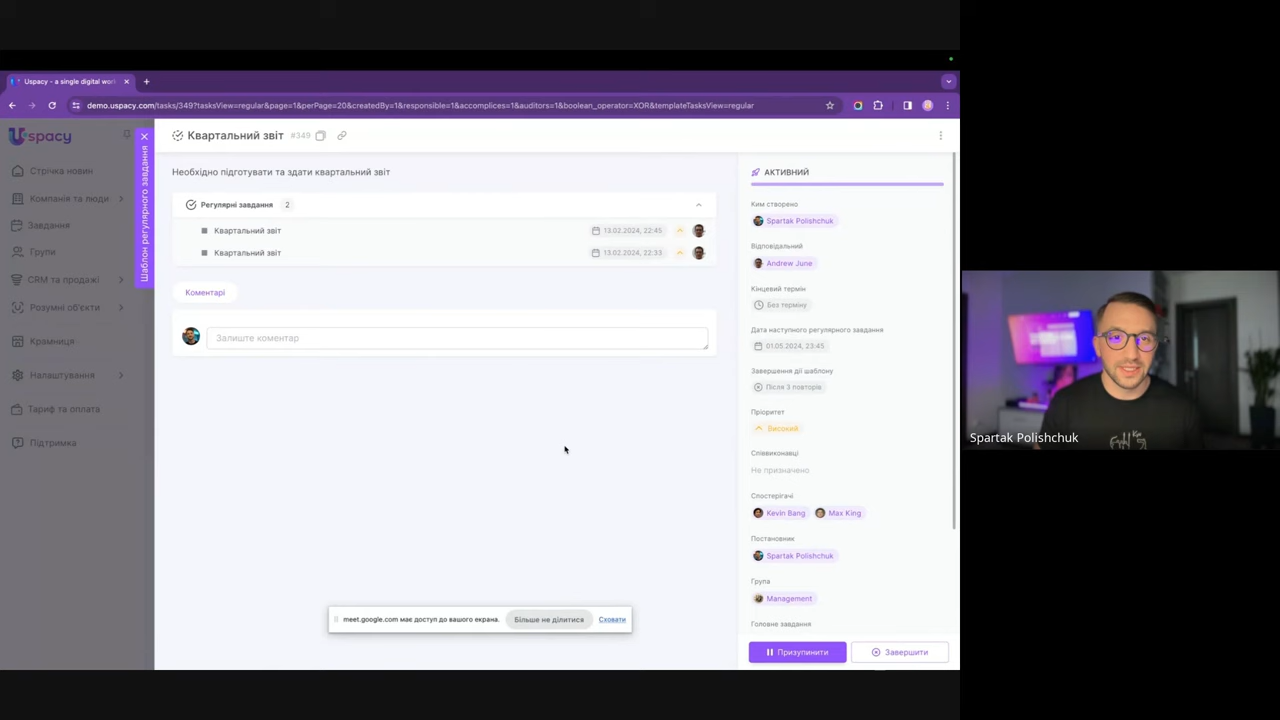 Uspacy - a single digital worl
demo.uspacy.com/tasks/349?tasksView=regular&page=1&perPage=20&createdBy=1&responsible=1&accomplices=1&auditors=1&boolean_operator=XOR&templateTasksView=regular
Uspacy
Стрічка новин
Компанія та люди
Завдання
Групи
CRM та продажі
Розумні об'єкти
Крамниця
Налаштування
Тариф та оплата
Підтримка
Шаблон регулярного завдання
Квартальний звіт #349
Необхідно підготувати та здати квартальний звіт
Регулярні завдання 2
Квартальний звіт 13.02.2024, 22:45
Квартальний звіт 13.02.2024, 22:33
Коментарі
Залиште коментар
АКТИВНИЙ
Ким створено
Spartak Polishchuk
Відповідальний
Andrew June
Кінцевий термін
Без терміну
Дата наступного регулярного завдання
01.05.2024, 23:45
Завершення дії шаблону
Після 3 повторів
Пріоритет
Високий
Співвиконавці
Не призначено
Спостерігачі
Kevin Bang Max King
Постановник
Spartak Polishchuk
Група
Management
Головне завдання
Призупинити Завершити
meet.google.com має доступ до вашого екрана. Більше не ділитися Сховати
Spartak Polishchuk